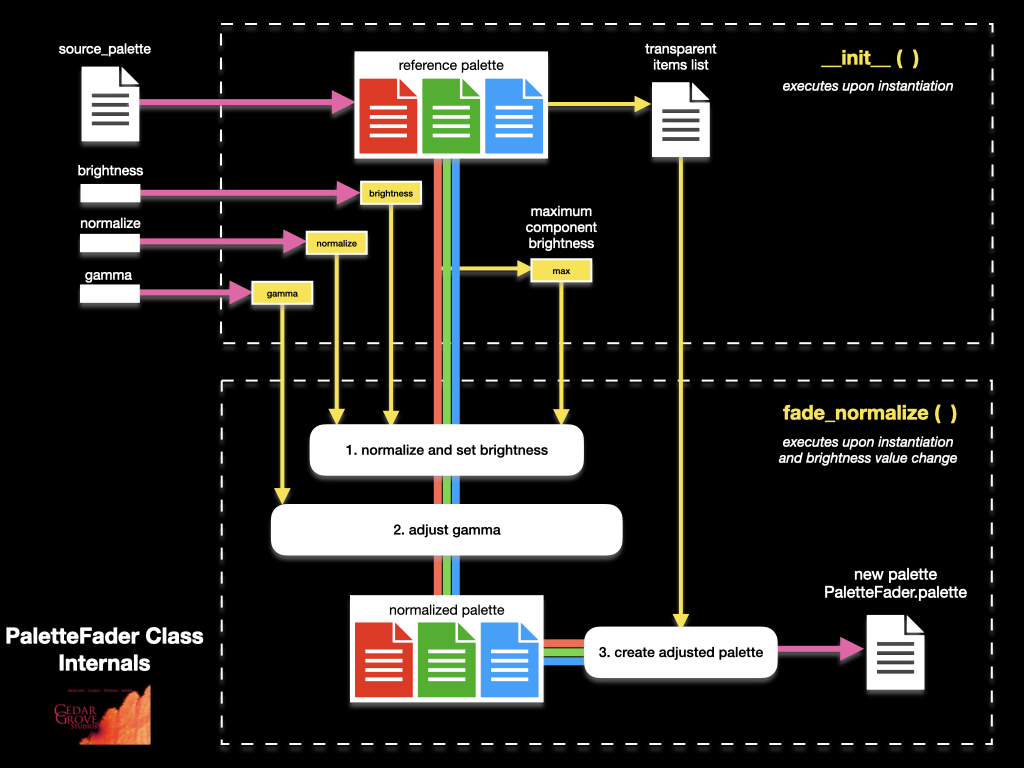 source_palette
reference palette
transparent
items list
__init__ ( )
executes upon instantiation
brightness
brightness
normalize
normalize
gamma
gamma
maximum
component
brightness
max
fade_normalize ( )
executes upon instantiation
and brightness value change
1. normalize and set brightness
2. adjust gamma
normalized palette
3. create adjusted palette
new palette
PaletteFader.palette
PaletteFader Class
Internals
CEDAR
GROVE
STUDIOS